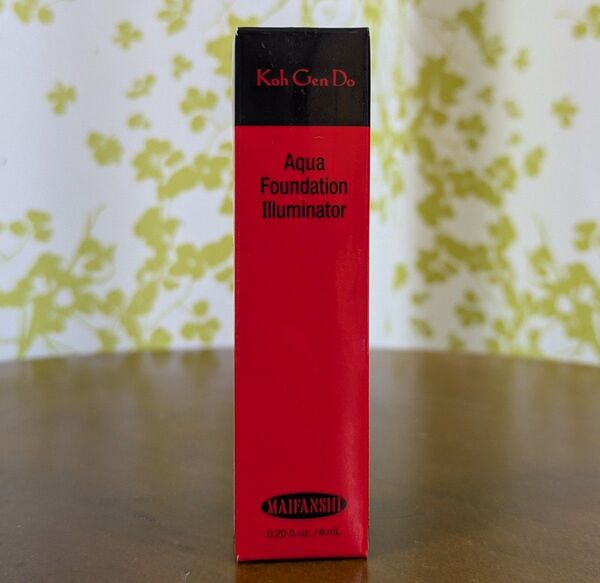 Koh Gen Do
Aqua
Foundation
Illuminator
MAIFANSHI
0.20 fl. oz. / 6 mL